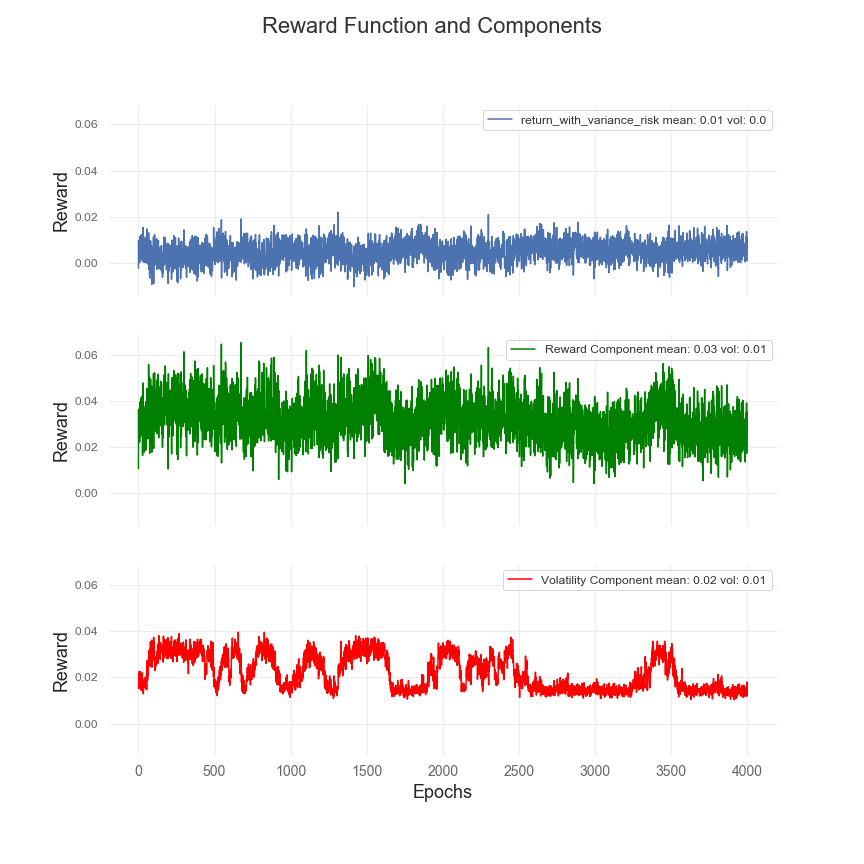 Reward Function and Components
return_with_variance_risk mean: 0.01 vol: 0.0
0.06
0.04
0.02
0.00
Reward
Reward Component mean: 0.03 vol: 0.01
0.06
0.04
0.02
0.00
Reward
Volatility Component mean: 0.02 vol: 0.01
0.06
0.04
0.02
0.00
Reward
0 500 1000 1500 2000 2500 3000 3500 4000
Epochs